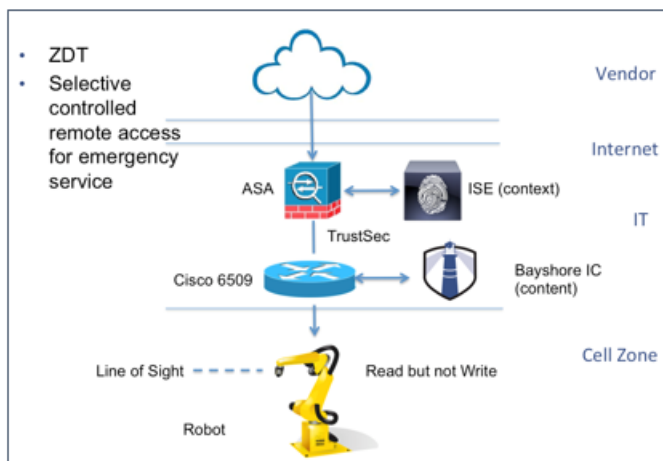 • ZDT
• Selective
controlled
remote access
for emergency
service
Vendor
Internet
ASA
ISE (context)
IT
TrustSec
Cisco 6509
Bayshore IC
(content)
Cell Zone
Line of Sight
Read but not Write
Robot